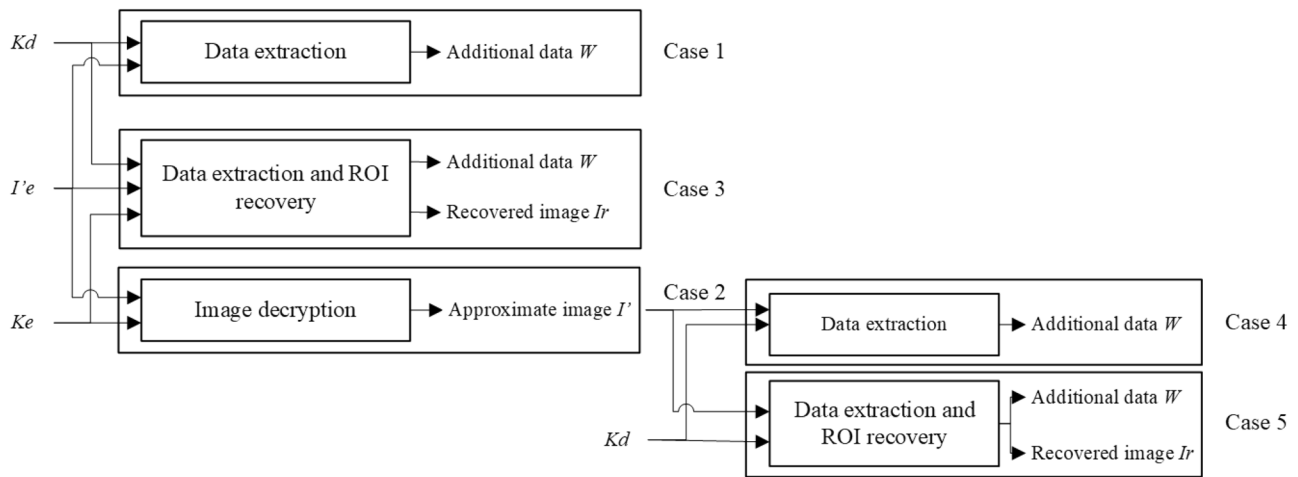 Kd
Data extraction
Additional data W
Case 1
I'e
Data extraction and ROI
recovery
Additional data W
Recovered image Ir
Case 3
Ke
Image decryption
Approximate image I'
Case 2
Data extraction
Additional data W
Case 4
Kd
Data extraction and
ROI recovery
Additional data W
Recovered image Ir
Case 5